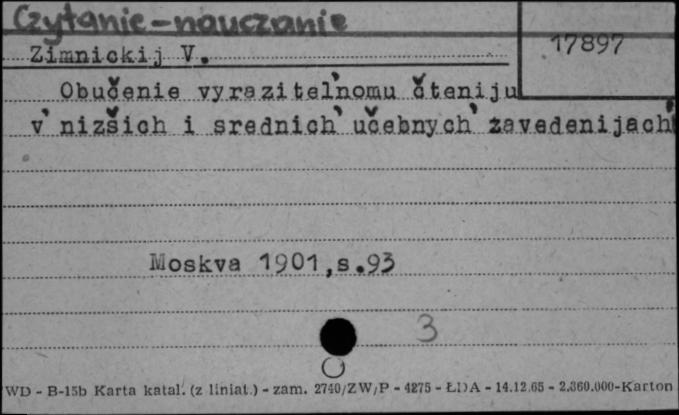 Czytanie-nauczanie
17897
Zimnickij V.
Obučenie vyrazitel'nomu čteniju
v' nizšich i srednich' učebnych' zavedenijach'
Moskva 1901,s.93
3
WD - B-15b Karta katal. (z liniat.) - zam. 2740/ZW/P - 4275 - ŁDA - 14.12.65 - 2.360.000-Karton